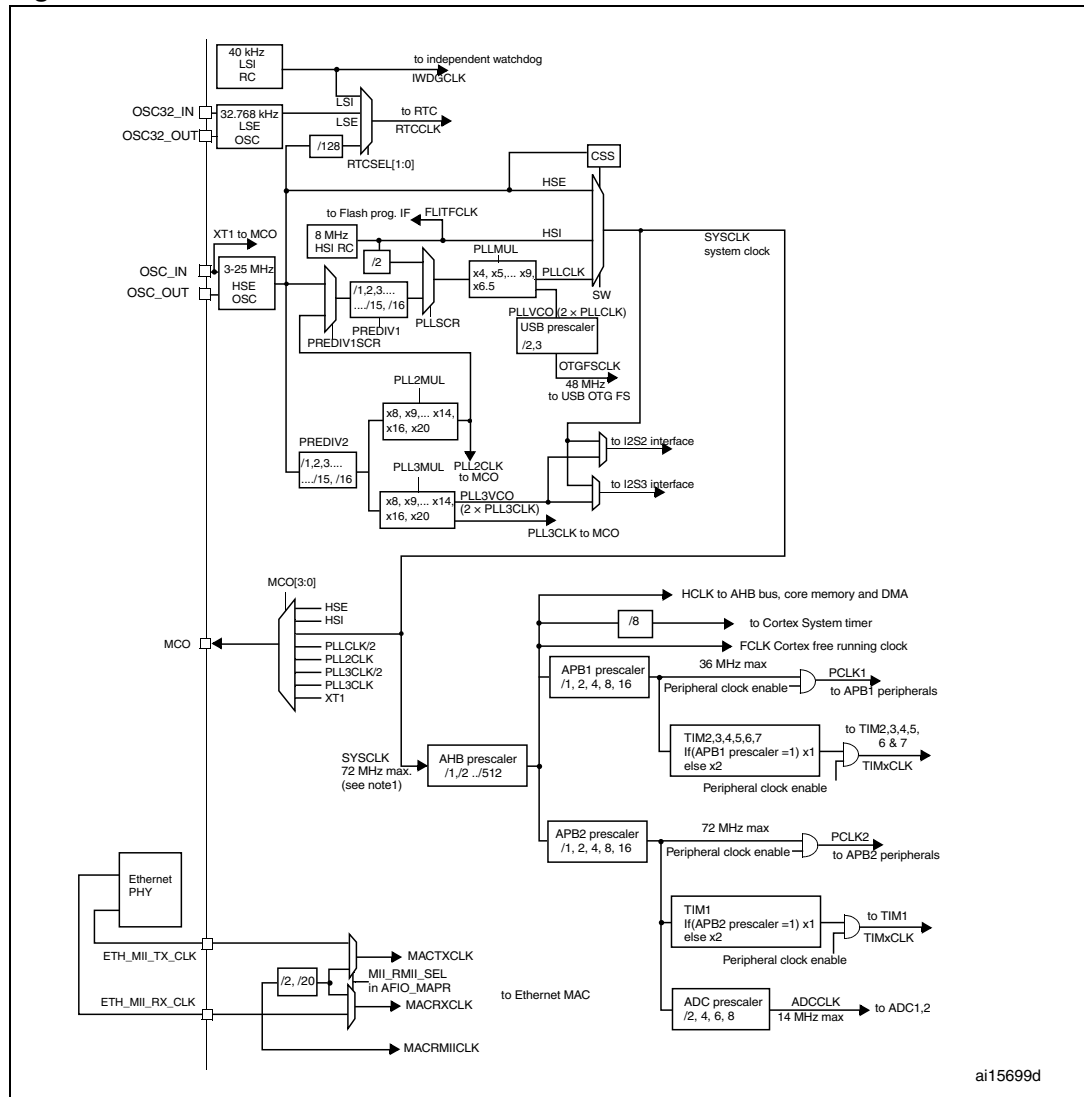 40 kHz
LSI
RC
to independent watchdog
IWDGCLK
OSC32_IN
OSC32_OUT
32.768 kHz
LSE
OSC
LSI
LSE
to RTC
RTCCLK
/128
RTCSEL[1:0]
CSS
HSE
to Flash prog. IF
FLITFCLK
XT1 to MCO
8 MHz
HSI RC
HSI
SYSCLK
system clock
/2
PLLMUL
x4, x5,... x9,
x6.5
PLLCLK
SW
OSC_IN
OSC_OUT
3-25 MHz
HSE
OSC
/1,2,3....
..../15, /16
PREDIV1SCR
PREDIV1
PLLSCR
PLLVCO (2 × PLLCLK)
USB prescaler
/2,3
OTGFSCLK
48 MHz
to USB OTG FS
PLL2MUL
x8, x9,... x14,
x16, x20
PREDIV2
/1,2,3....
..../15, /16
PLL2CLK
to MCO
PLL3MUL
x8, x9,... x14,
x16, x20
PLL3VCO
(2 × PLL3CLK)
to I2S2 interface
to I2S3 interface
PLL3CLK to MCO
MCO[3:0]
MCO
HSE
HSI
PLLCLK/2
PLL2CLK
PLL3CLK/2
PLL3CLK
XT1
HCLK to AHB bus, core memory and DMA
/8
to Cortex System timer
FCLK Cortex free running clock
APB1 prescaler
/1, 2, 4, 8, 16
36 MHz max
Peripheral clock enable
PCLK1
to APB1 peripherals
TIM2,3,4,5,6,7
If(APB1 prescaler =1) x1
else x2
to TIM2,3,4,5,
6 & 7
TIMxCLK
Peripheral clock enable
SYSCLK
72 MHz max.
(see note1)
AHB prescaler
/1,/2 ../512
APB2 prescaler
/1, 2, 4, 8, 16
72 MHz max
Peripheral clock enable
PCLK2
to APB2 peripherals
TIM1
If(APB2 prescaler =1) x1
else x2
to TIM1
TIMxCLK
Peripheral clock enable
ADC prescaler
/2, 4, 6, 8
ADCCLK
14 MHz max
to ADC1,2
Ethernet
PHY
ETH_MII_TX_CLK
ETH_MII_RX_CLK
/2, /20
MACTXCLK
MII_RMII_SEL
in AFIO_MAPR
MACRXCLK
MACRMIICLK
to Ethernet MAC
ai15699d